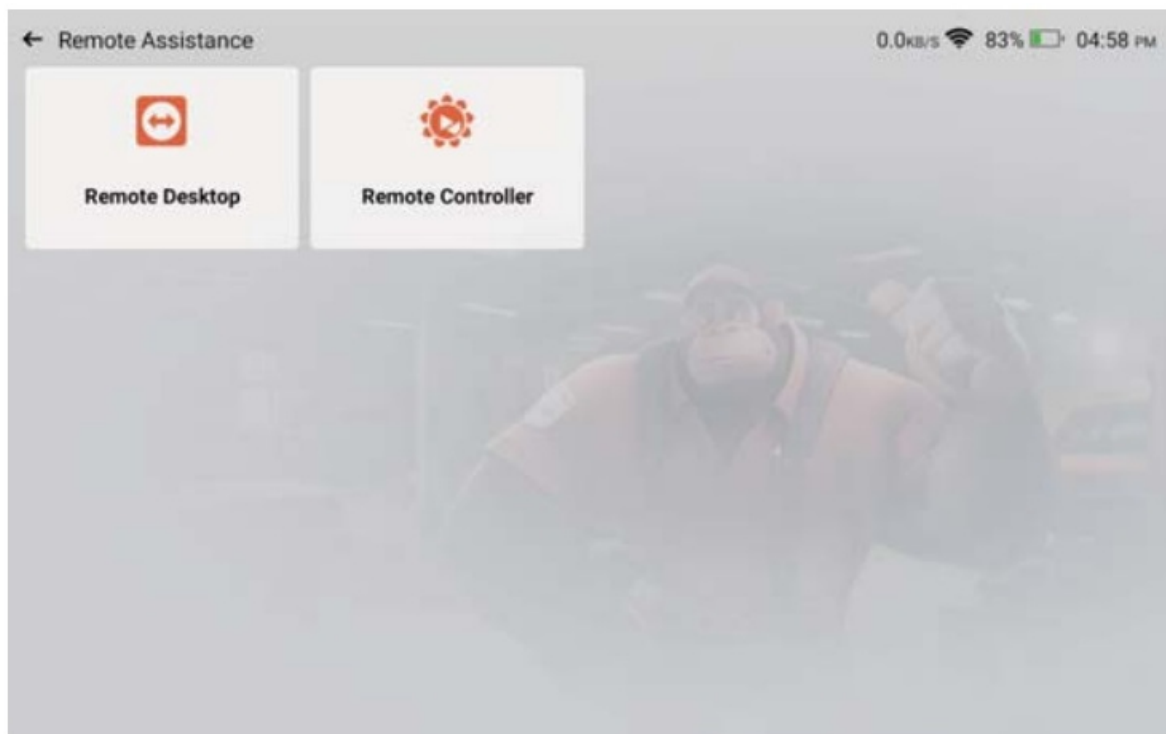 ← Remote Assistance
0.0KB/S 83% 04:58 PM
Remote Desktop
Remote Controller